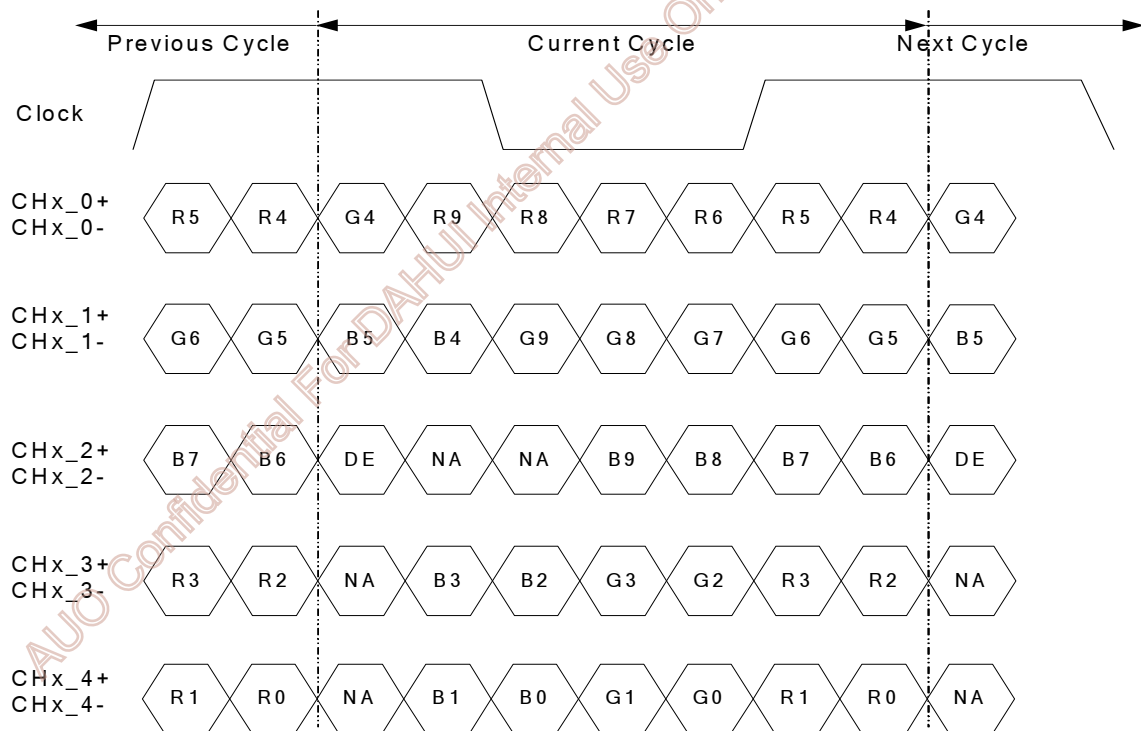 Previous Cycle Current Cycle Next Cycle
Clock
CHx_0+
CHx_0-
R5 R4 G4 R9 R8 R7 R6 R5 R4 G4
CHx_1+
CHx_1-
G6 G5 B5 B4 G9 G8 G7 G6 G5 B5
CHx_2+
CHx_2-
B7 B6 DE NA NA B9 B8 B7 B6 DE
CHx_3+
CHx_3-
R3 R2 NA B3 B2 G3 G2 R3 R2 NA
CHx_4+
CHx_4-
R1 R0 NA B1 B0 G1 G0 R1 R0 NA
AUO Confidential For DAHUI Internal Use